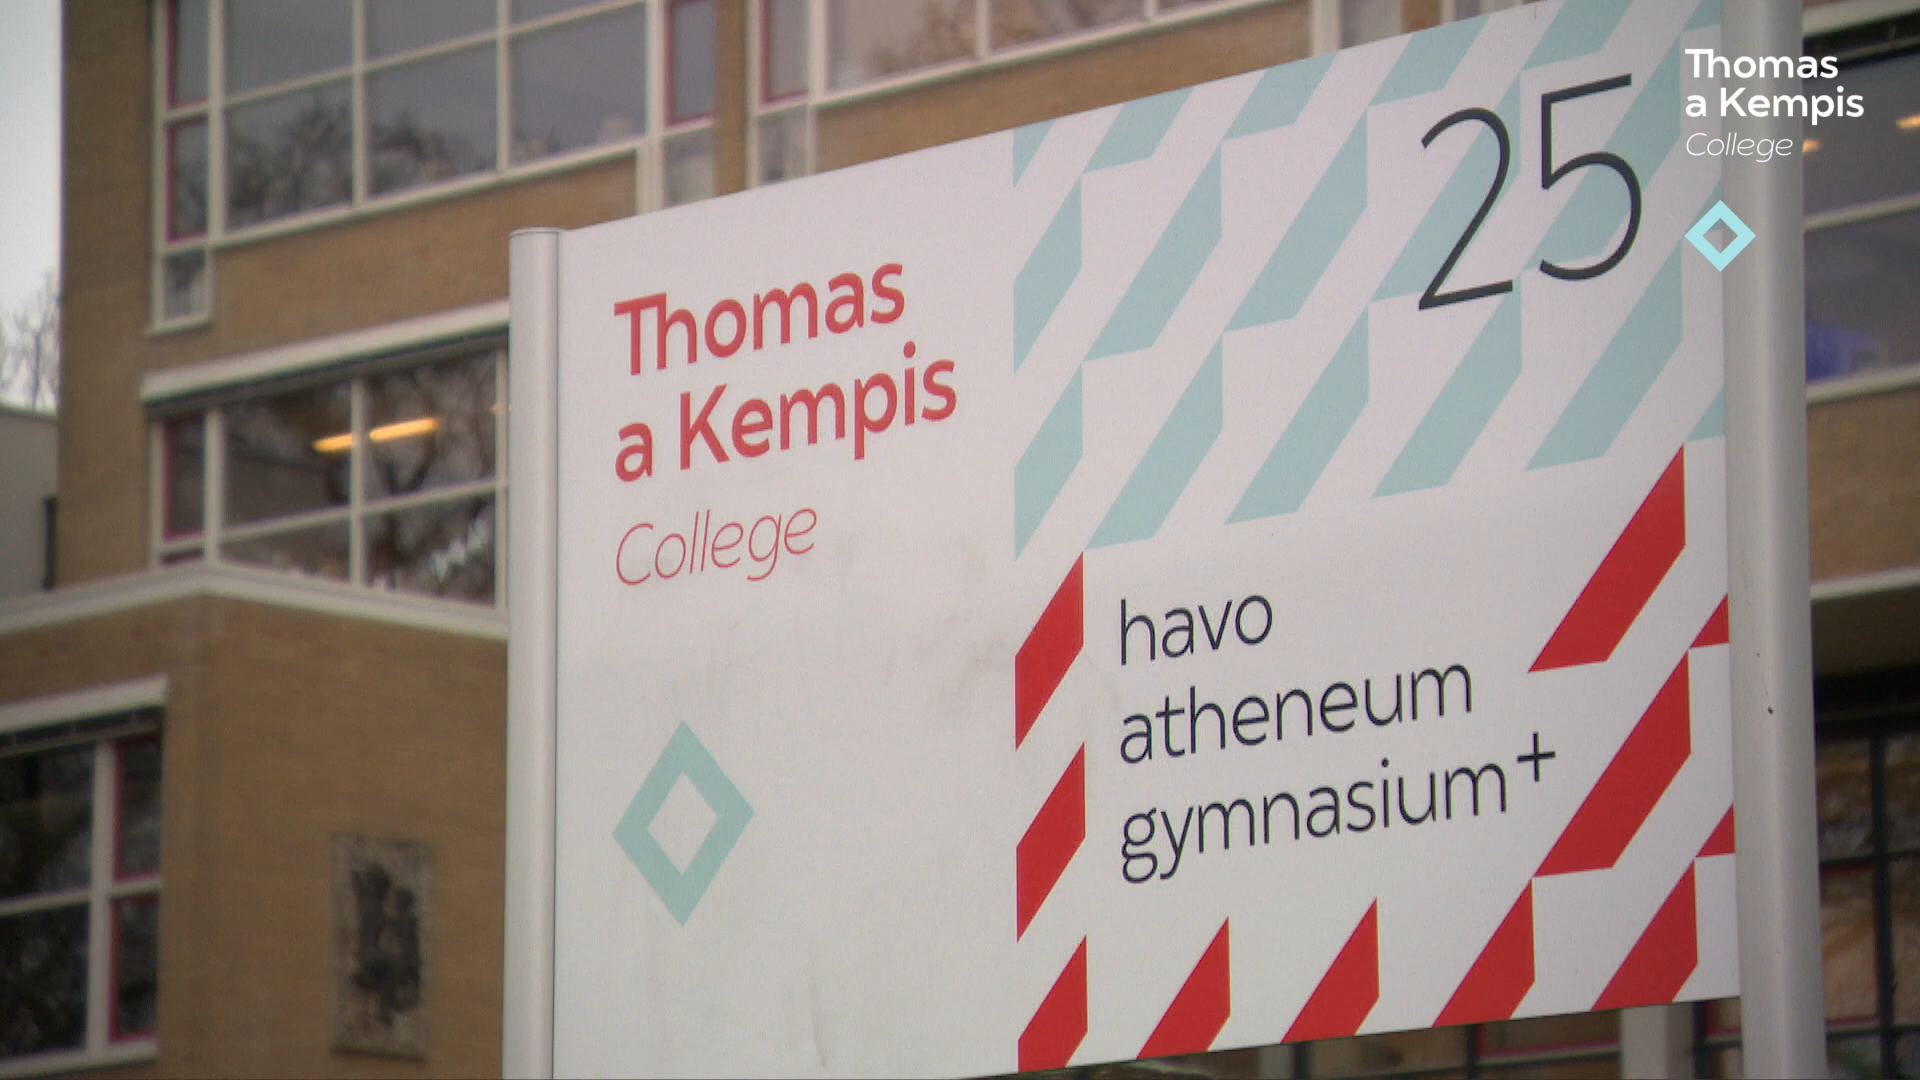 Thomas
a Kempis
College
25
havo
atheneum
gymnasium+
Thomas
a Kempis
College